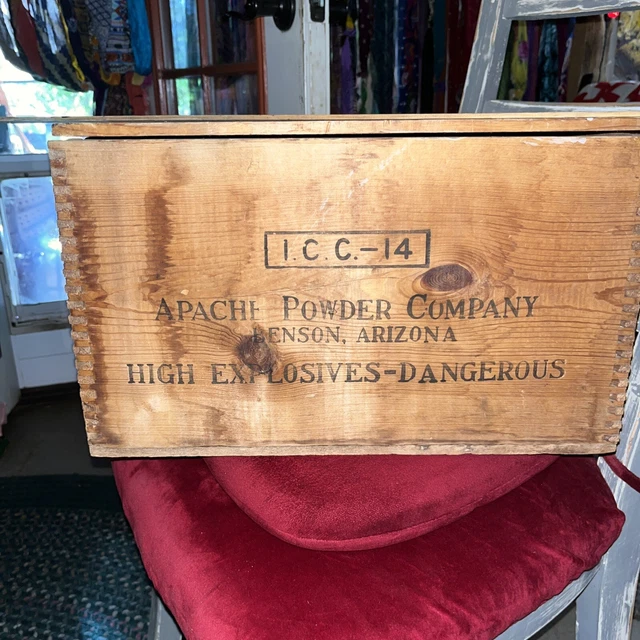 I.C.C.-14
APACHE POWDER COMPANY
BENSON, ARIZONA
HIGH EXPLOSIVES-DANGEROUS